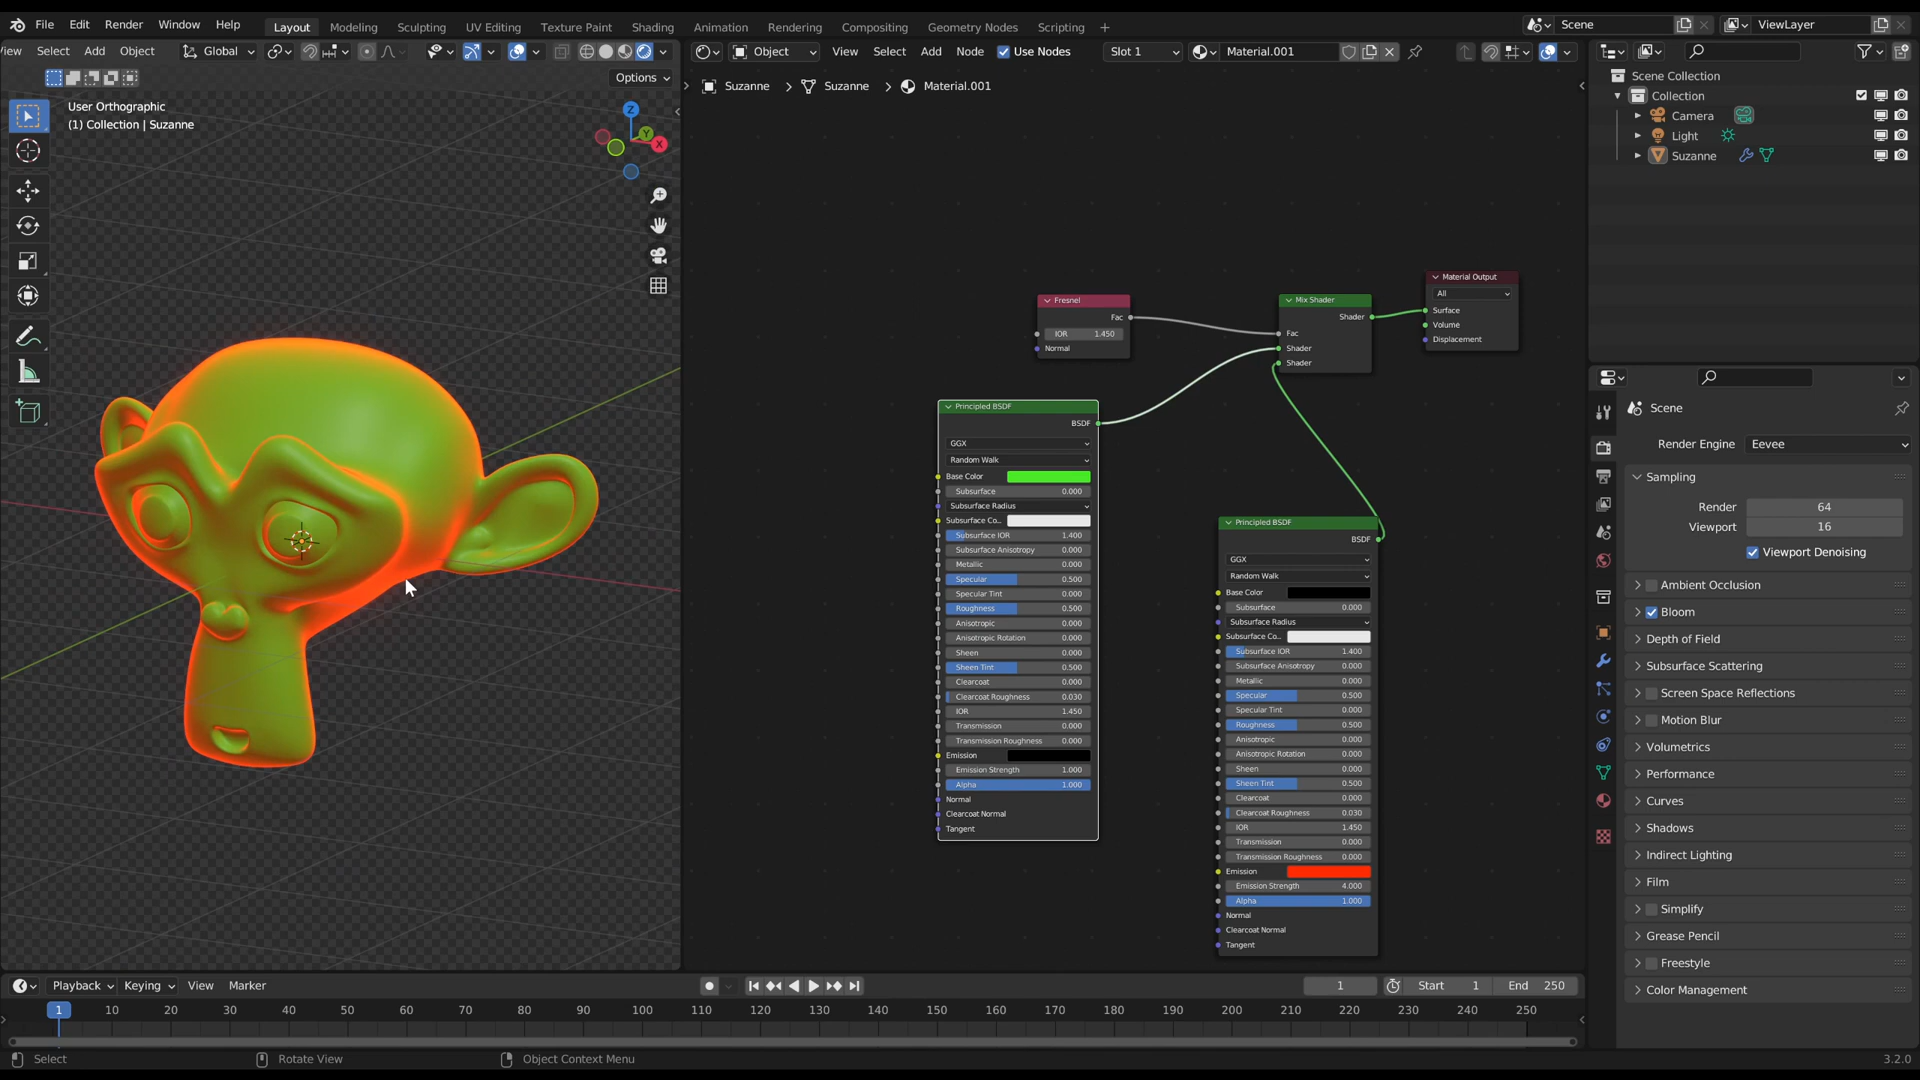 File Edit Render Window Help Layout Modeling Sculpting UV Editing Texture Paint Shading Animation Rendering Compositing Geometry Nodes Scripting + Scene ViewLayer
iew Select Add Object Global
Object View Select Add Node Use Nodes Slot 1 Material.001
Options
User Orthographic
(1) Collection | Suzanne
Z
Y
X
Suzanne > Suzanne > Material.001
Fresnel
Fac
IOR 1.450
Normal
Mix Shader
Shader
Fac
Shader
Shader
Material Output
All
Surface
Volume
Displacement
Principled BSDF
BSDF
GGX
Random Walk
Base Color
Subsurface 0.000
Subsurface Radius
Subsurface Co...
Subsurface IOR 1.400
Subsurface Anisotropy 0.000
Metallic 0.000
Specular 0.500
Specular Tint 0.000
Roughness 0.500
Anisotropic 0.000
Anisotropic Rotation 0.000
Sheen 0.000
Sheen Tint 0.500
Clearcoat 0.000
Clearcoat Roughness 0.030
IOR 1.450
Transmission 0.000
Transmission Roughness 0.000
Emission
Emission Strength 1.000
Alpha 1.000
Normal
Clearcoat Normal
Tangent
Principled BSDF
BSDF
GGX
Random Walk
Base Color
Subsurface 0.000
Subsurface Radius
Subsurface Co...
Subsurface IOR 1.400
Subsurface Anisotropy 0.000
Metallic 0.000
Specular 0.500
Specular Tint 0.000
Roughness 0.500
Anisotropic 0.000
Anisotropic Rotation 0.000
Sheen 0.000
Sheen Tint 0.500
Clearcoat 0.000
Clearcoat Roughness 0.030
IOR 1.450
Transmission 0.000
Transmission Roughness 0.000
Emission
Emission Strength 4.000
Alpha 1.000
Normal
Clearcoat Normal
Tangent
Scene Collection
Collection
Camera
Light
Suzanne
Scene
Render Engine Eevee
Sampling
Render 64
Viewport 16
Viewport Denoising
Ambient Occlusion
Bloom
Depth of Field
Subsurface Scattering
Screen Space Reflections
Motion Blur
Volumetrics
Performance
Curves
Shadows
Indirect Lighting
Film
Simplify
Grease Pencil
Freestyle
Color Management
Playback Keying View Marker 1 Start 1 End 250
1 10 20 30 40 50 60 70 80 90 100 110 120 130 140 150 160 170 180 190 200 210 220 230 240 250
Select Rotate View Object Context Menu 3.2.0